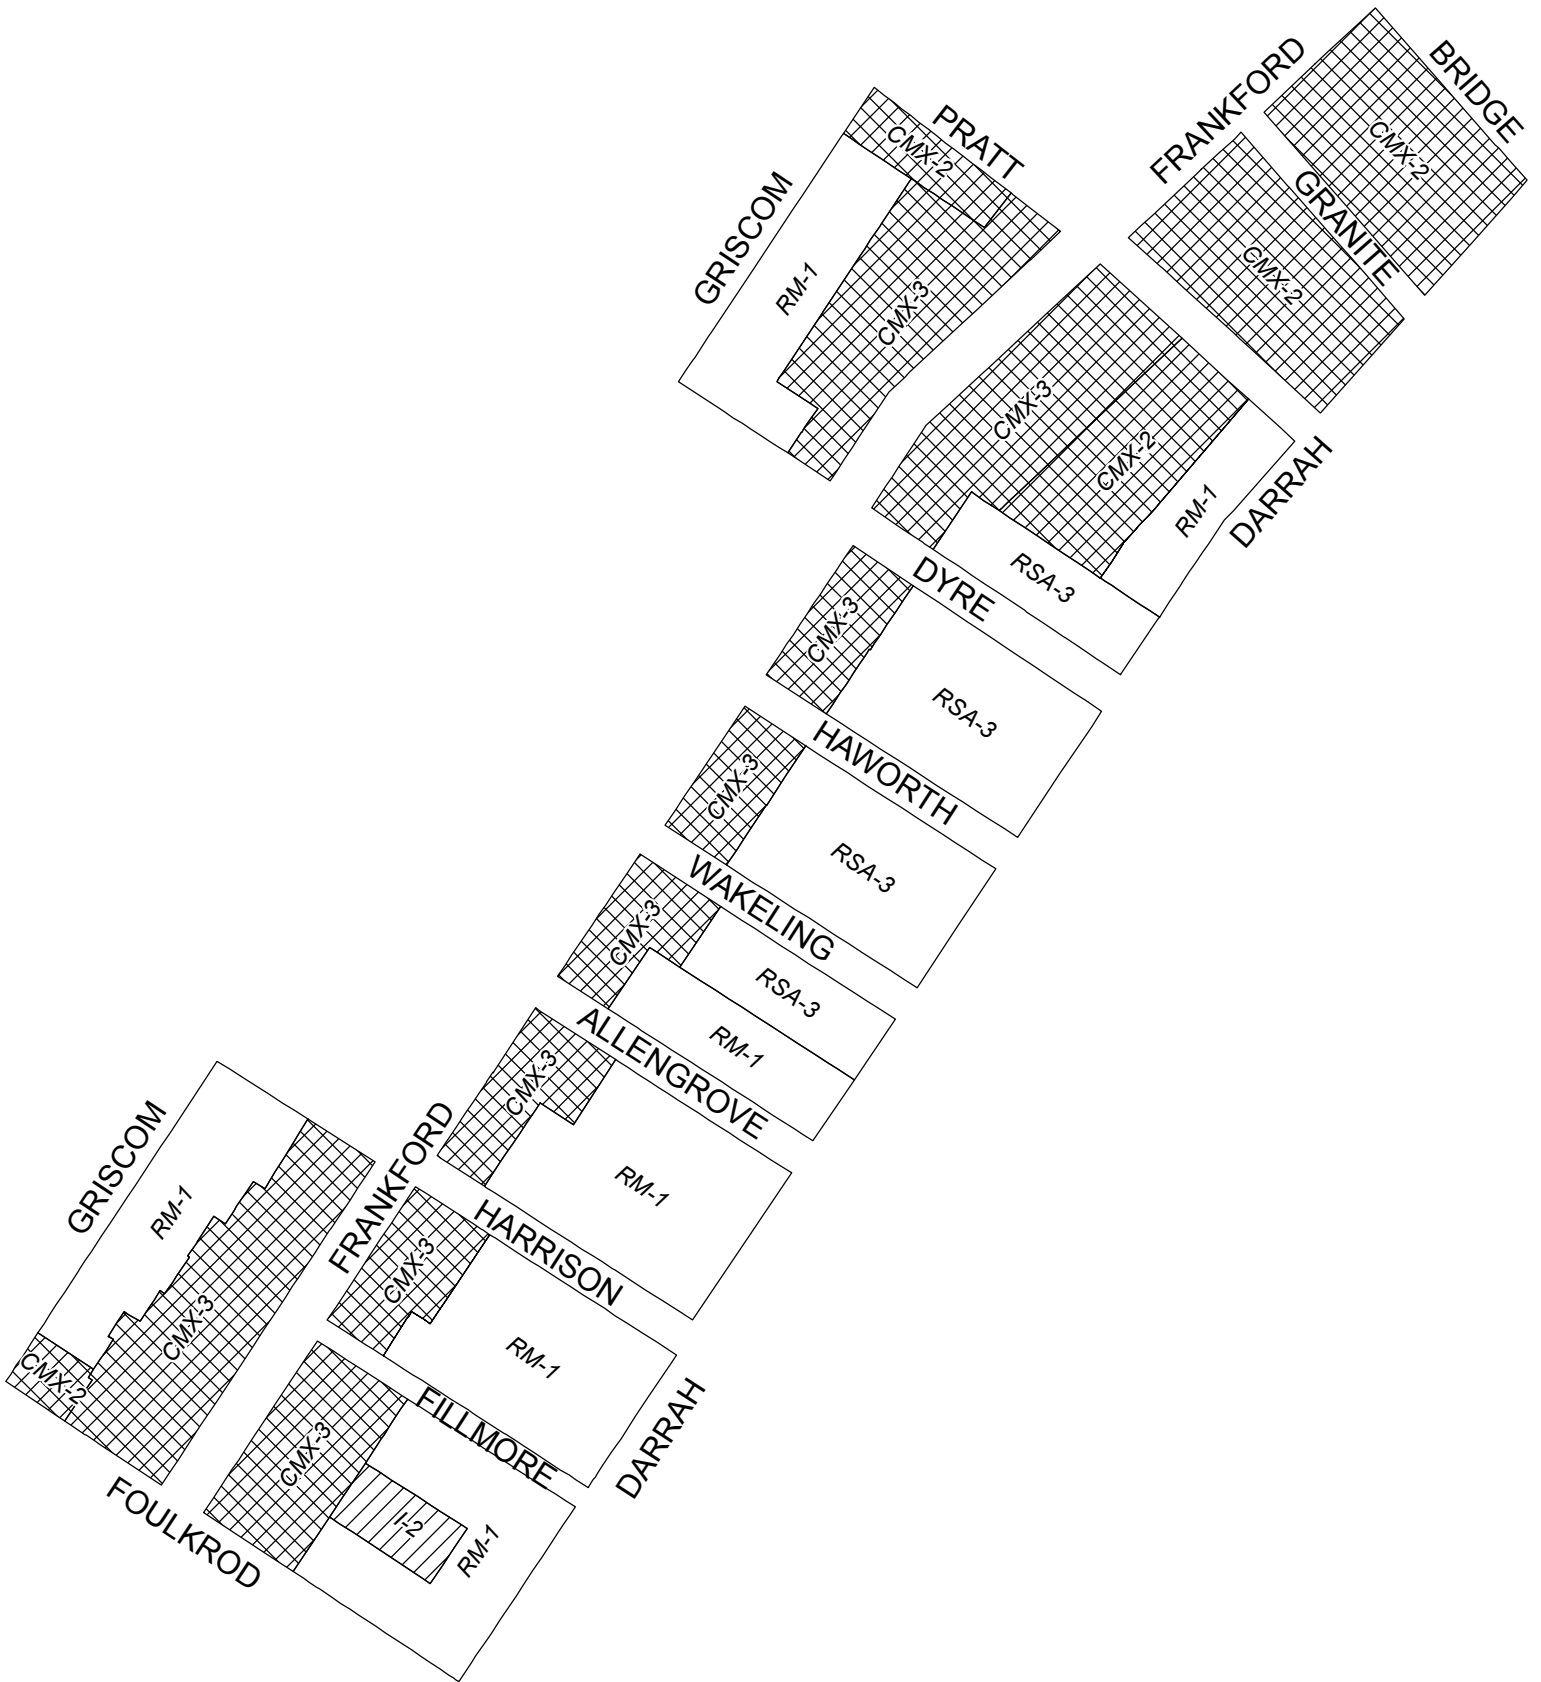 FRANKFORD
BRIDGE
CMX-2
PRATT
CMX-2
GRANITE
GRISCOM
CMX-2
RM-1
CMX-3
CMX-3
CMX-2
RM-1
DARRAH
RSA-3
DYRE
CMX-3
RSA-3
HAWORTH
CMX-3
RSA-3
WAKELING
CMX-3
RSA-3
RM-1
ALLENGROVE
CMX-3
GRISCOM
FRANKFORD
RM-1
RM-1
HARRISON
CMX-3
CMX-3
RM-1
CMX-2
FILLMORE
DARRAH
CMX-3
I-2
RM-1
FOULKROD